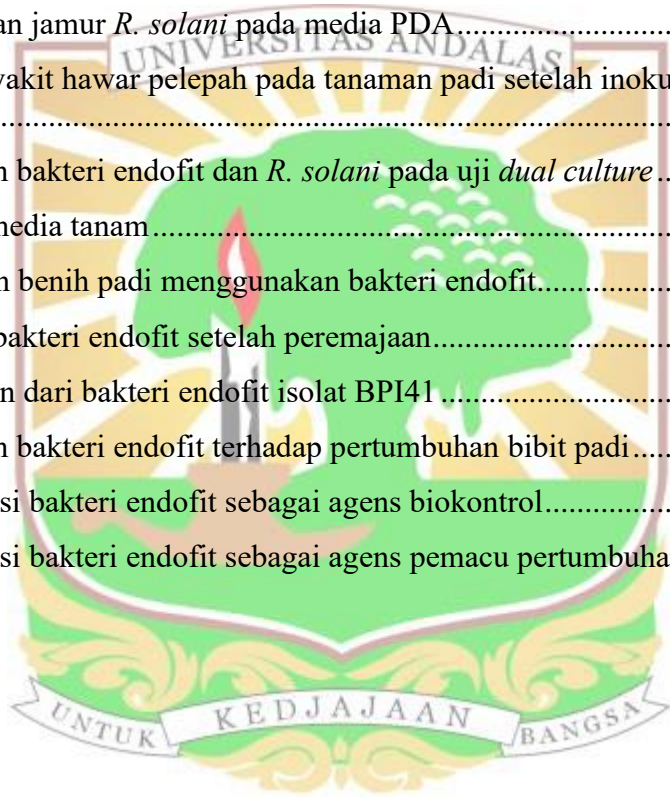 an jamur R. solani pada media PDA......................
UNIVERSITAS ANDALAS
yakit hawar pelepah pada tanaman padi setelah inoku
................................................................................
n bakteri endofit dan R. solani pada uji dual culture..
media tanam................................................................
n benih padi menggunakan bakteri endofit.................
bakteri endofit setelah peremajaan.............................
n dari bakteri endofit isolat BPI41............................
n bakteri endofit terhadap pertumbuhan bibit padi.....
si bakteri endofit sebagai agens biokontrol................
si bakteri endofit sebagai agens pemacu pertumbuha
UNTUK KEDJAJAAN BANGSA